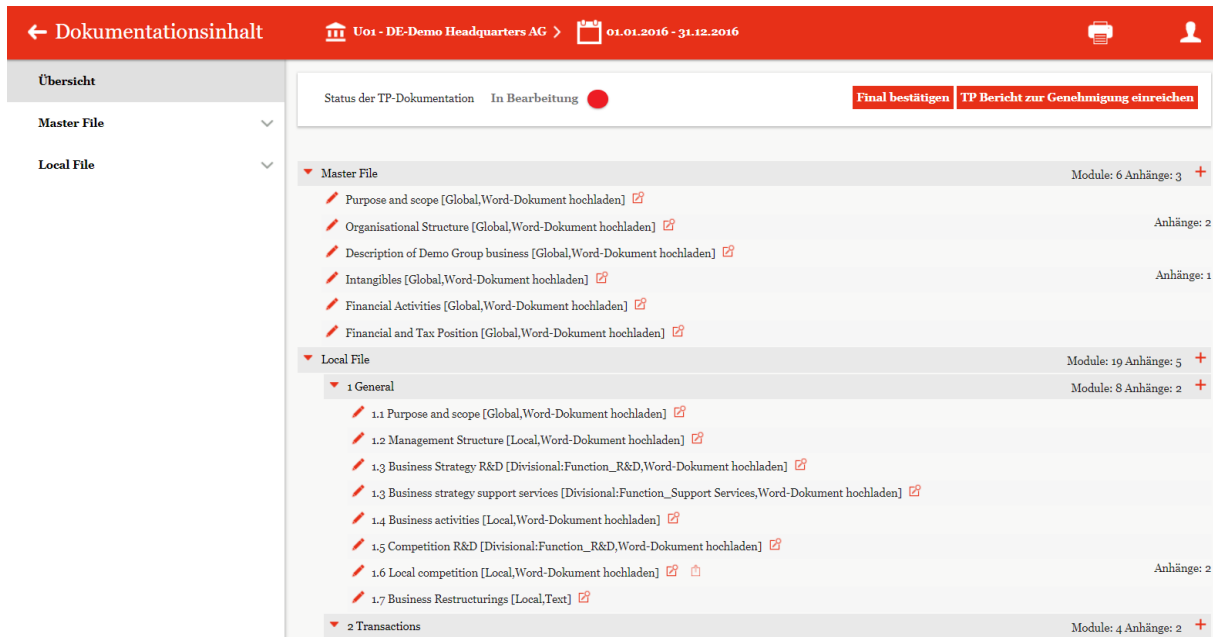 Dokumentationsinhalt U01 - DE-Demo Headquarters AG 01.01.2016 - 31.12.2016
Übersicht
Master File
Local File
Status der TP-Dokumentation In Bearbeitung Final bestätigen TP Bericht zur Genehmigung einreichen
Master File Module: 6 Anhänge: 3
Purpose and scope [Global,Word-Dokument hochladen]
Organisational Structure [Global,Word-Dokument hochladen] Anhänge: 2
Description of Demo Group business [Global,Word-Dokument hochladen]
Intangibles [Global,Word-Dokument hochladen] Anhänge: 1
Financial Activities [Global,Word-Dokument hochladen]
Financial and Tax Position [Global,Word-Dokument hochladen]
Local File Module: 19 Anhänge: 5
1 General Module: 8 Anhänge: 2
1.1 Purpose and scope [Global,Word-Dokument hochladen]
1.2 Management Structure [Local,Word-Dokument hochladen]
1.3 Business Strategy R&D [Divisional:Function_R&D,Word-Dokument hochladen]
1.3 Business strategy support services [Divisional:Function_Support Services,Word-Dokument hochladen]
1.4 Business activities [Local,Word-Dokument hochladen]
1.5 Competition R&D [Divisional:Function_R&D,Word-Dokument hochladen]
1.6 Local competition [Local,Word-Dokument hochladen] Anhänge: 2
1.7 Business Restructurings [Local,Text]
2 Transactions Module: 4 Anhänge: 2